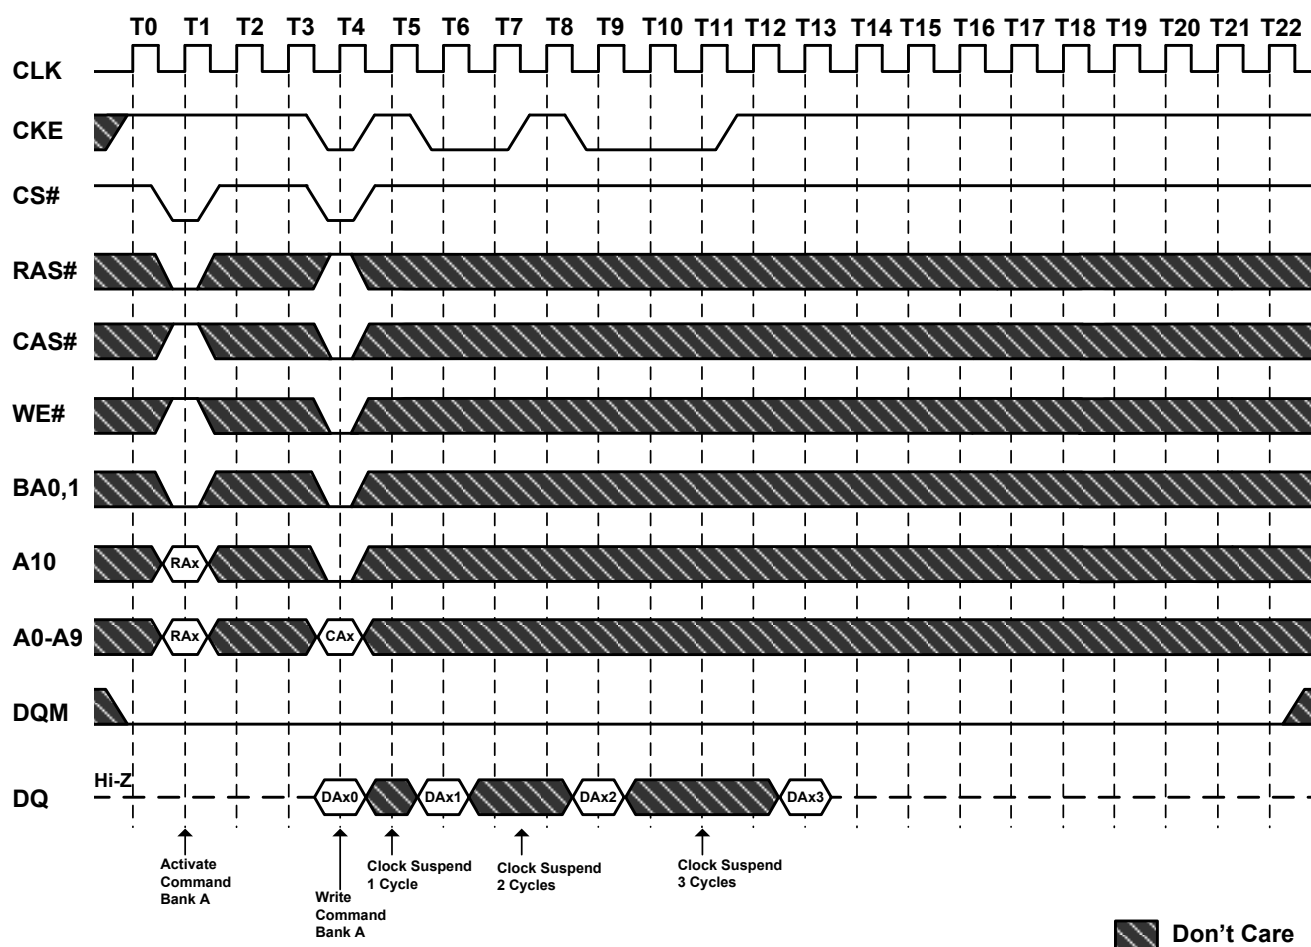 T0 T1 T2 T3 T4 T5 T6 T7 T8 T9 T10 T11 T12 T13 T14 T15 T16 T17 T18 T19 T20 T21 T22
CLK
CKE
CS#
RAS#
CAS#
WE#
BA0,1
A10
RAx
A0-A9
RAx CAx
DQM
Hi-Z
DQ
DAx0 DAx1 DAx2 DAx3
Activate
Command
Bank A
Write
Command
Bank A
Clock Suspend
1 Cycle
Clock Suspend
2 Cycles
Clock Suspend
3 Cycles
Don't Care